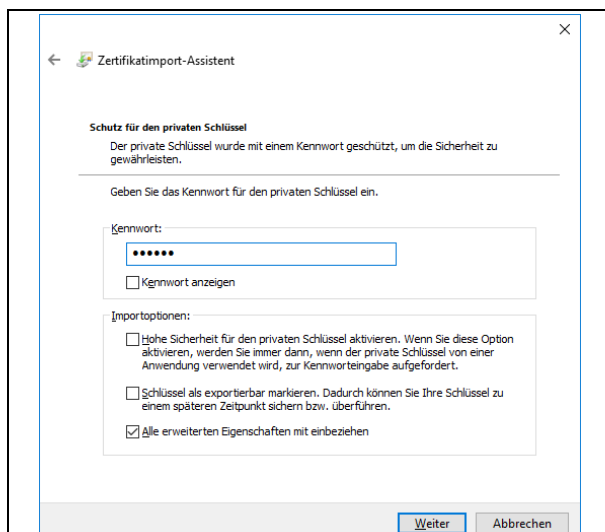 Zertifikatimport-Assistent
Schutz für den privaten Schlüssel
Der private Schlüssel wurde mit einem Kennwort geschützt, um die Sicherheit zu
gewährleisten.
Geben Sie das Kennwort für den privaten Schlüssel ein.
Kennwort:
••••••
Kennwort anzeigen
Importoptionen:
Hohe Sicherheit für den privaten Schlüssel aktivieren. Wenn Sie diese Option
aktivieren, werden Sie immer dann, wenn der private Schlüssel von einer
Anwendung verwendet wird, zur Kennworteingabe aufgefordert.
Schlüssel als exportierbar markieren. Dadurch können Sie Ihre Schlüssel zu
einem späteren Zeitpunkt sichern bzw. überführen.
Alle erweiterten Eigenschaften mit einbeziehen
Weiter Abbrechen